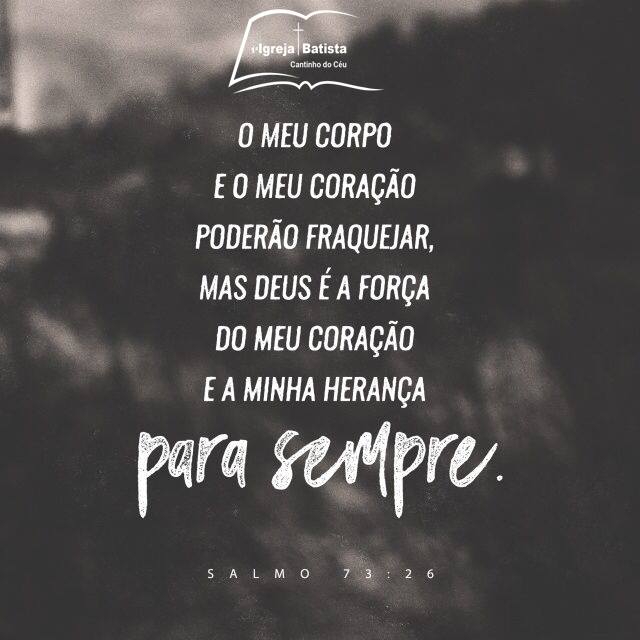 1ª Igreja Batista
Cantinho do Céu
O MEU CORPO
E O MEU CORAÇÃO
PODERÃO FRAQUEJAR,
MAS DEUS É A FORÇA
DO MEU CORAÇÃO
E A MINHA HERANÇA
para sempre.
SALMO 73:26